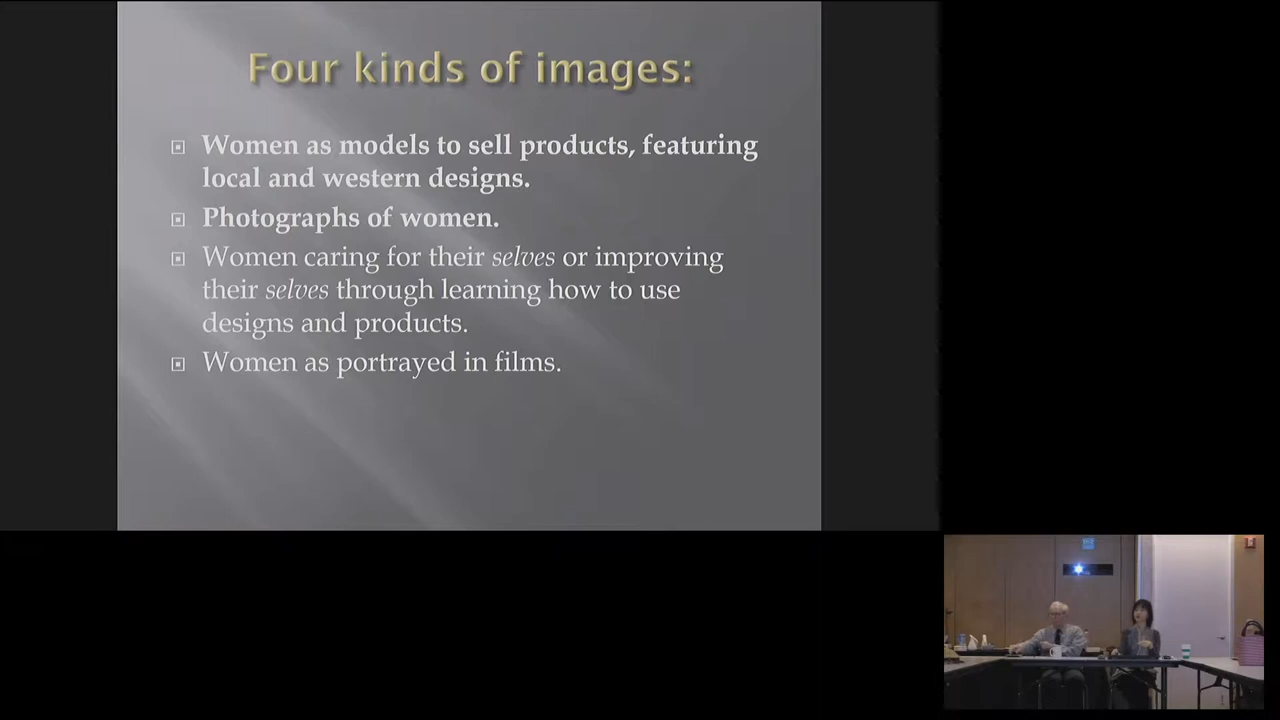 Four kinds of images:
Women as models to sell products, featuring
local and western designs.
Photographs of women.
Women caring for their selves or improving
their selves through learning how to use
designs and products.
Women as portrayed in films.